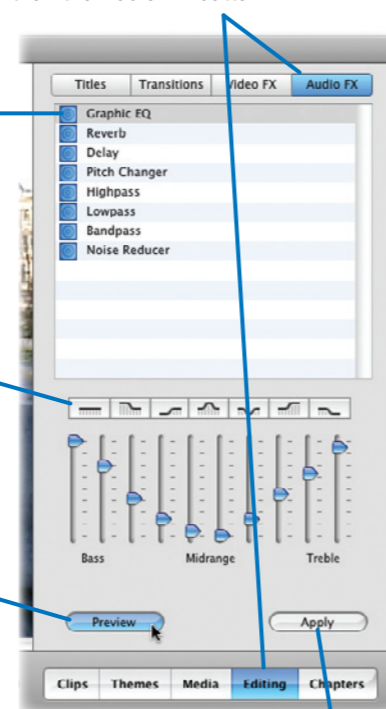 Titles Transitions Video FX Audio FX
Graphic EQ
Reverb
Delay
Pitch Changer
Highpass
Lowpass
Bandpass
Noise Reducer
Bass Midrange Treble
Preview Apply
Clips Themes Media Editing Chapters